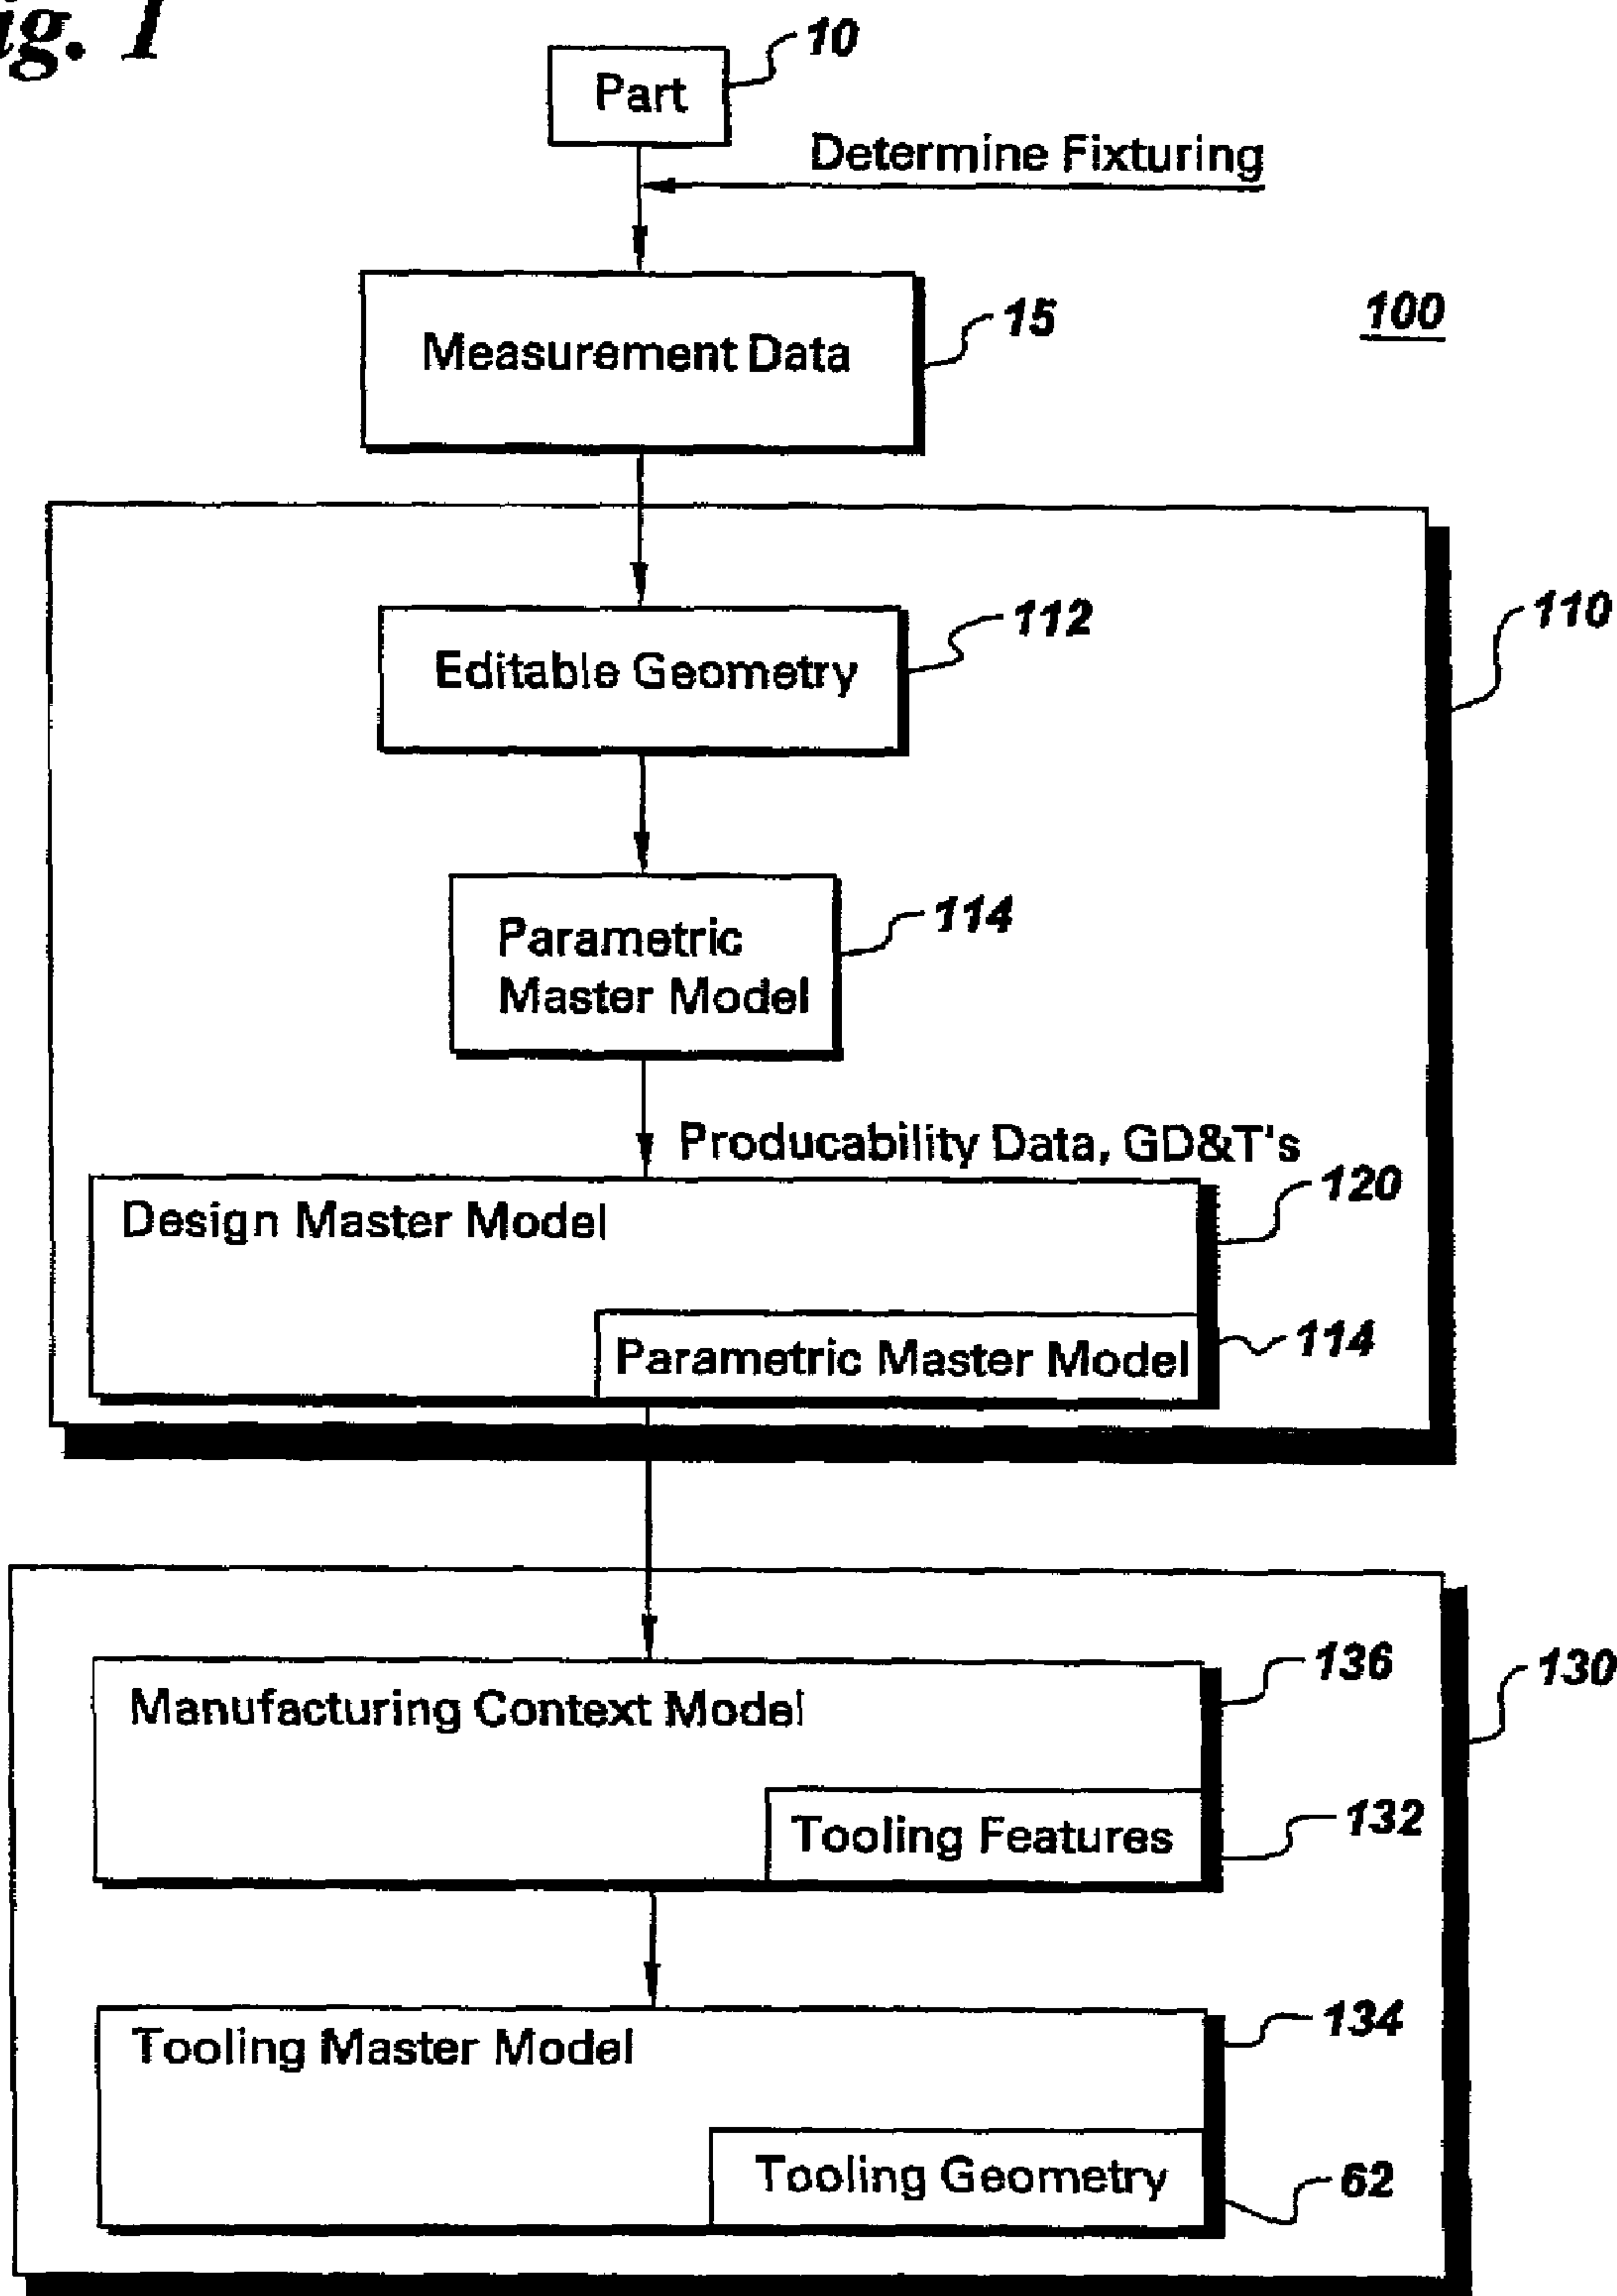 ig. 1
10
Part
Determine Fixturing
15
100
Measurement Data
110
112
Editable Geometry
114
Parametric
Master Model
Producability Data, GD&T's
120
Design Master Model
114
Parametric Master Model
136
130
Manufacturing Context Model
132
Tooling Features
134
Tooling Master Model
62
Tooling Geometry